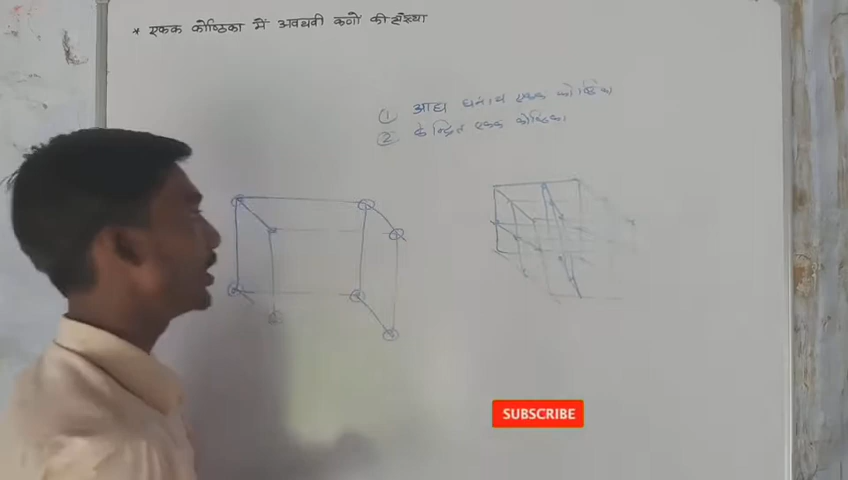 * एकक कोष्ठिका में अवयवी कणों की संख्या
① आद्य घनीय एकक कोष्ठिका
② केन्द्रित एकक कोष्ठिका
SUBSCRIBE